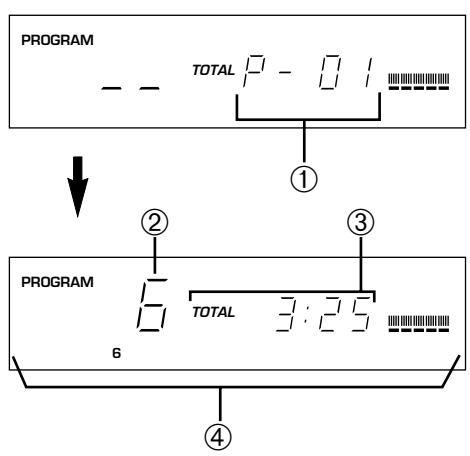 PROGRAM
– – TOTAL P-01
①
② ③
PROGRAM
6 TOTAL 3:25
6
④